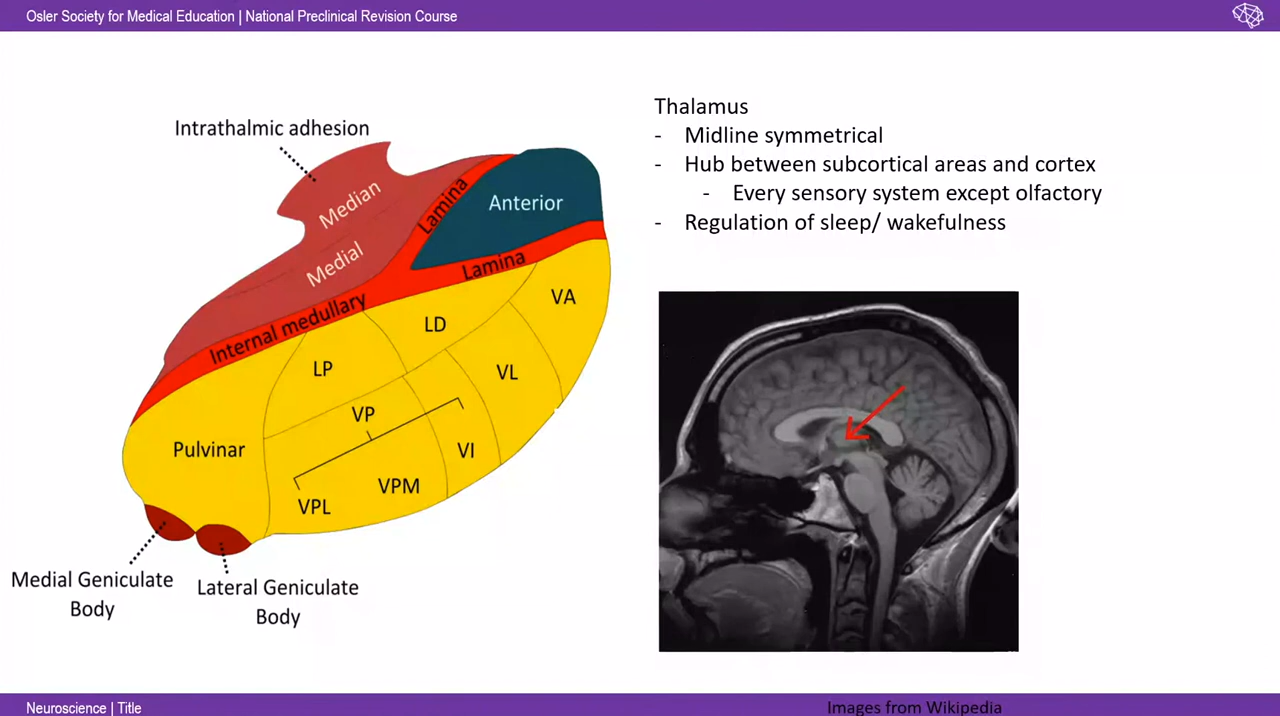 Osler Society for Medical Education | National Preclinical Revision Course
Intrathalmic adhesion
Median
Medial
Lamina
Anterior
Internal medullary
Lamina
VA
LD
LP
VL
VP
Pulvinar
VI
VPM
VPL
Medial Geniculate
Body
Lateral Geniculate
Body
Thalamus
- Midline symmetrical
- Hub between subcortical areas and cortex
- Every sensory system except olfactory
- Regulation of sleep/ wakefulness
Neuroscience | Title
Images from Wikipedia